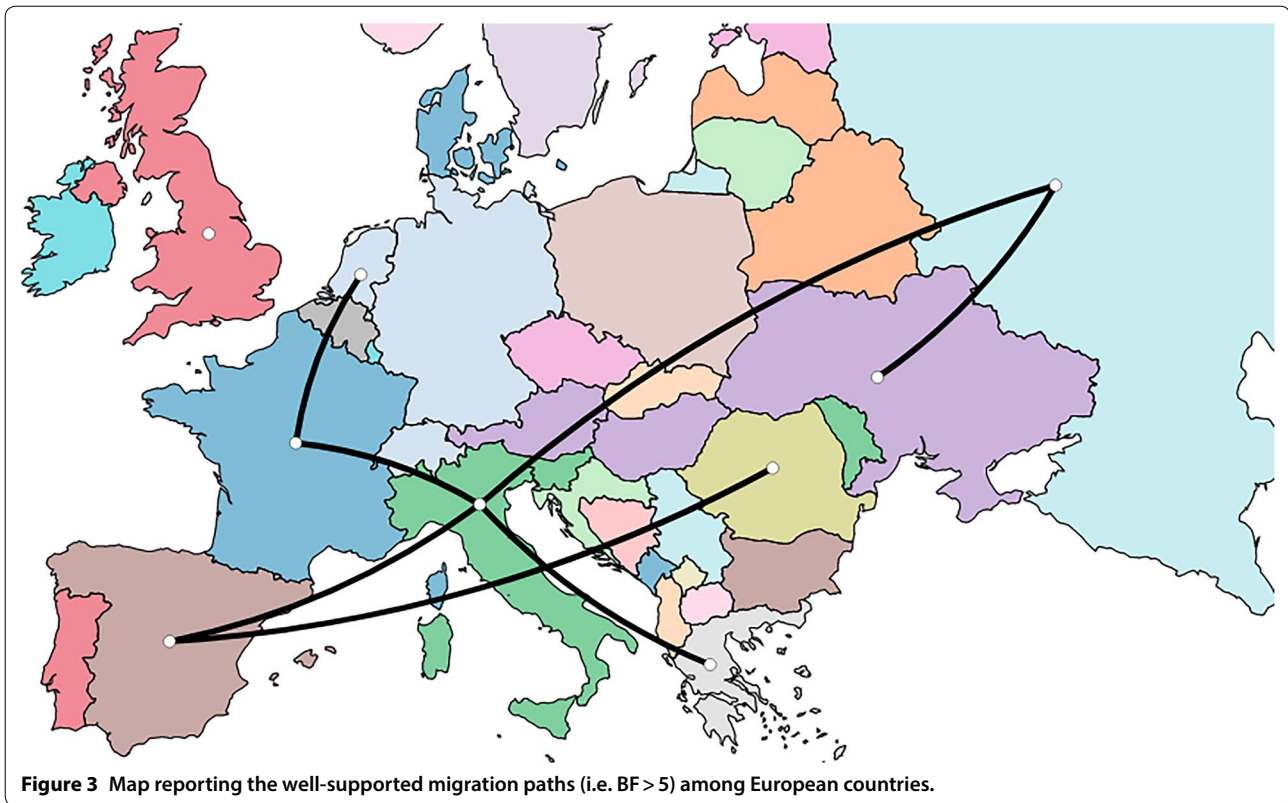 Figure 3 Map reporting the well-supported migration paths (i.e. BF > 5) among European countries.